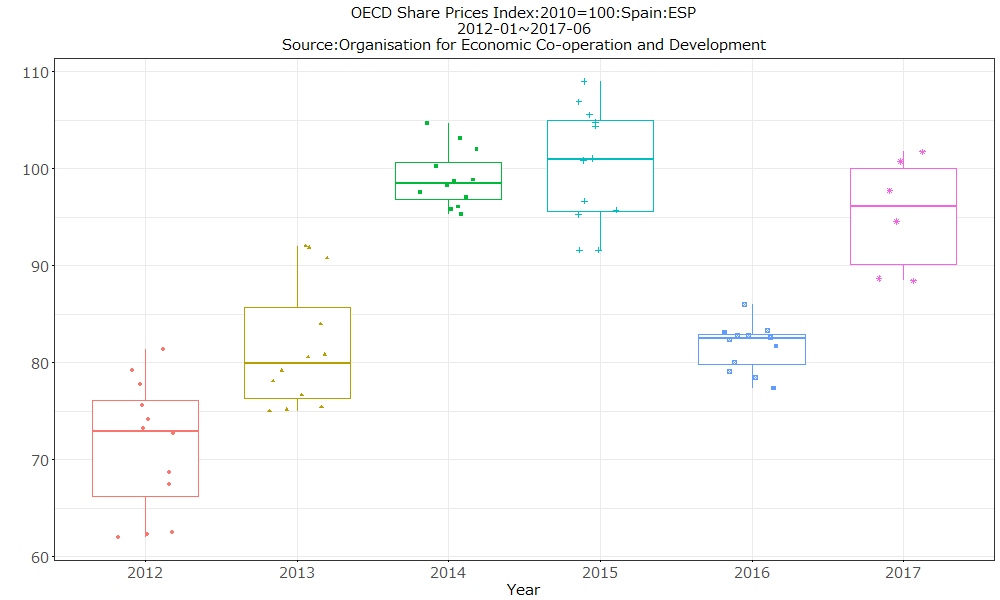 OECD Share Prices Index:2010=100:Spain:ESP
2012-01~2017-06
Source:Organisation for Economic Co-operation and Development
110
100
90
80
70
60
2012 2013 2014 2015 2016 2017
Year